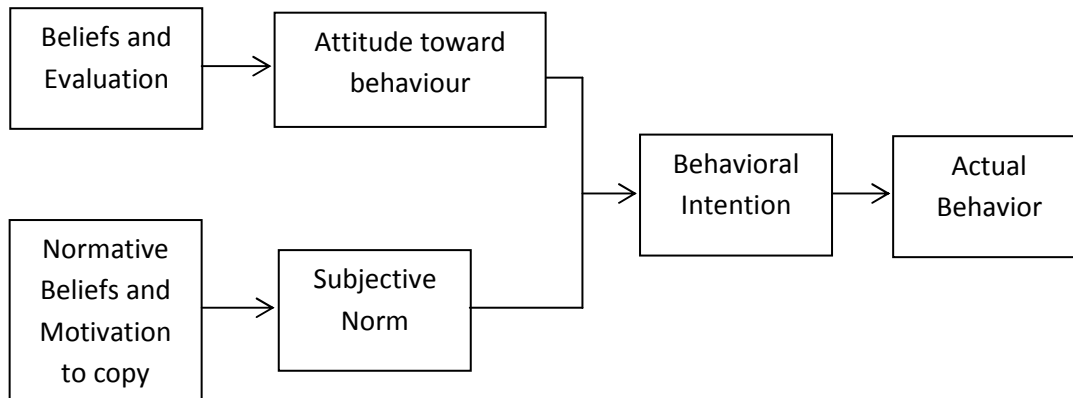 Beliefs and
Evaluation
Attitude toward
behaviour
Behavioral
Intention
Actual
Behavior
Normative
Beliefs and
Motivation
to copy
Subjective
Norm